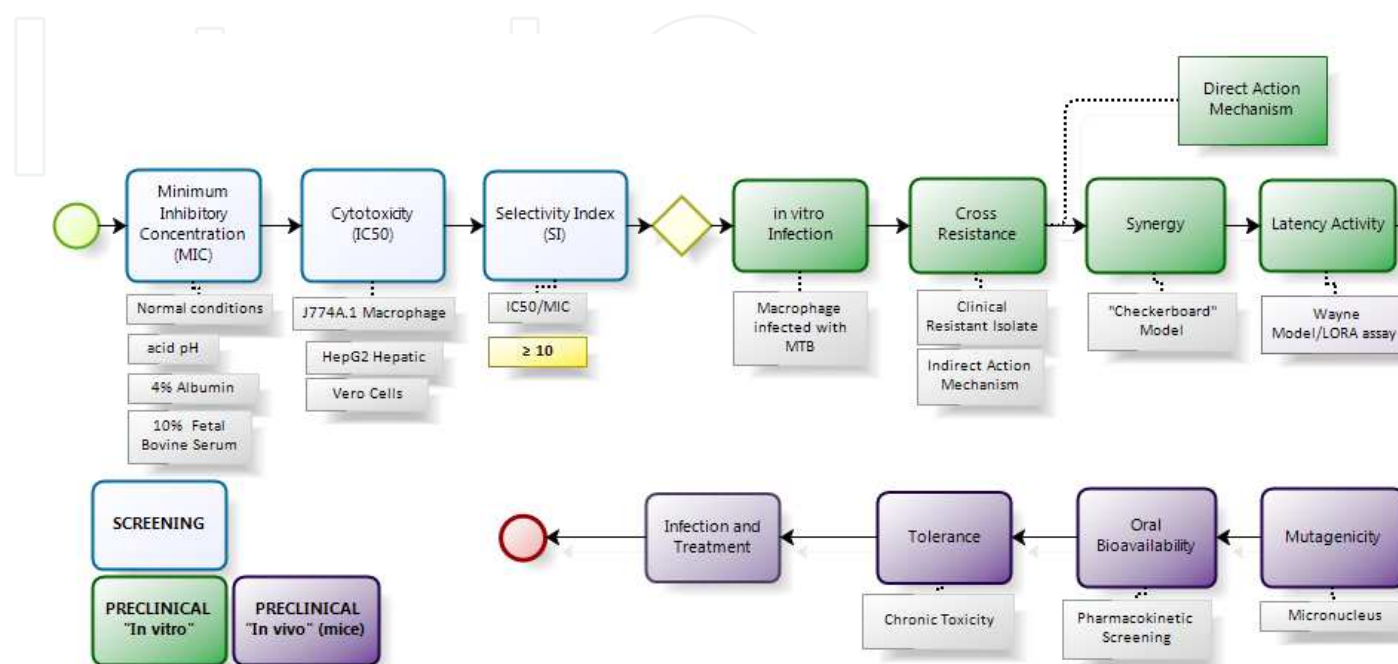 Direct Action
Mechanism
Minimum
Inhibitory
Concentration
(MIC)
Cytotoxicity
(IC50)
Selectivity Index
(SI)
in vitro
Infection
Cross
Resistance
Synergy
Latency Activity
Normal conditions
acid pH
4% Albumin
10% Fetal
Bovine Serum
J774A.1 Macrophage
HepG2 Hepatic
Vero Cells
IC50/MIC
≥ 10
Macrophage
infected with
MTB
Clinical
Resistant Isolate
Indirect Action
Mechanism
"Checkerboard"
Model
Wayne
Model/LORA assay
SCREENING
PRECLINICAL
"In vitro"
PRECLINICAL
"In vivo" (mice)
Infection and
Treatment
Tolerance
Oral
Bioavailability
Mutagenicity
Chronic Toxicity
Pharmacokinetic
Screening
Micronucleus